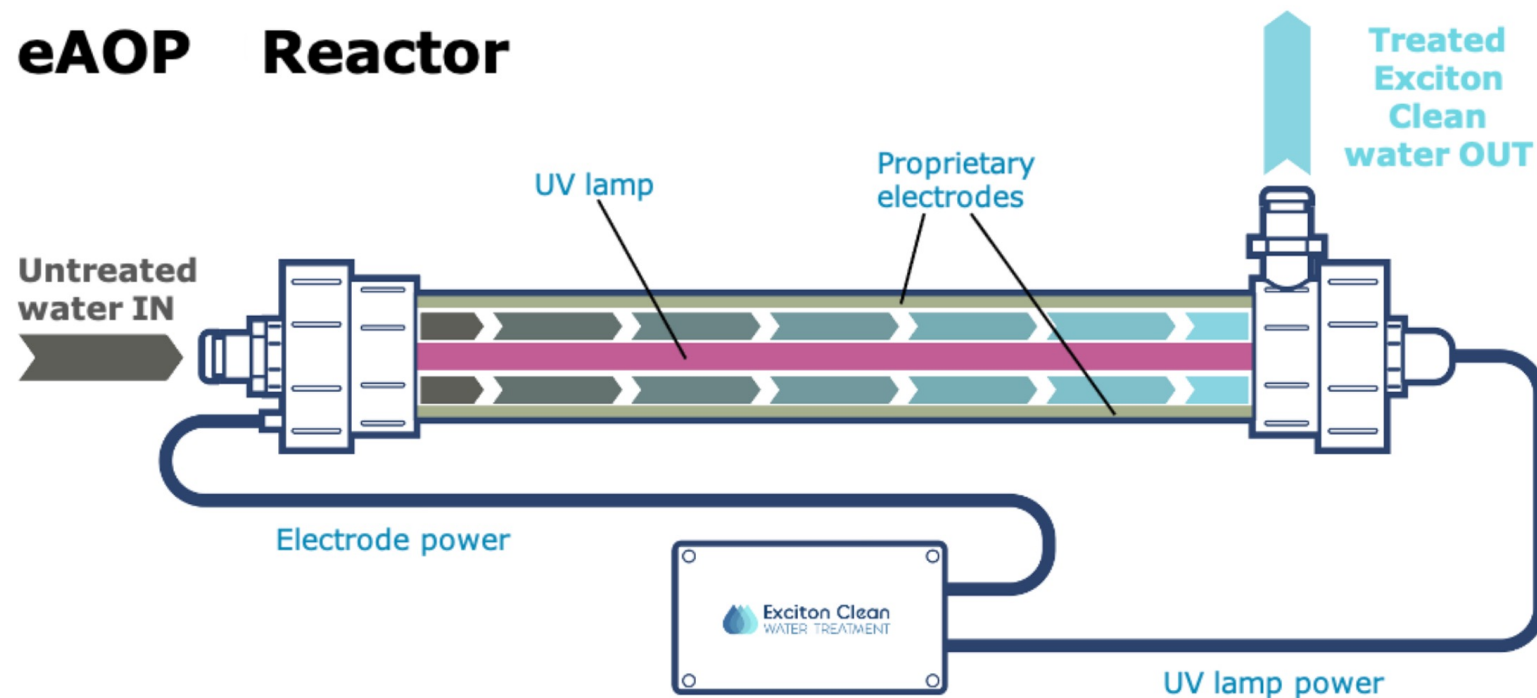 eAOP Reactor
Treated
Exciton
Clean
water OUT
UV lamp
Proprietary
electrodes
Untreated
water IN
Electrode power
Exciton Clean
WATER TREATMENT
UV lamp power